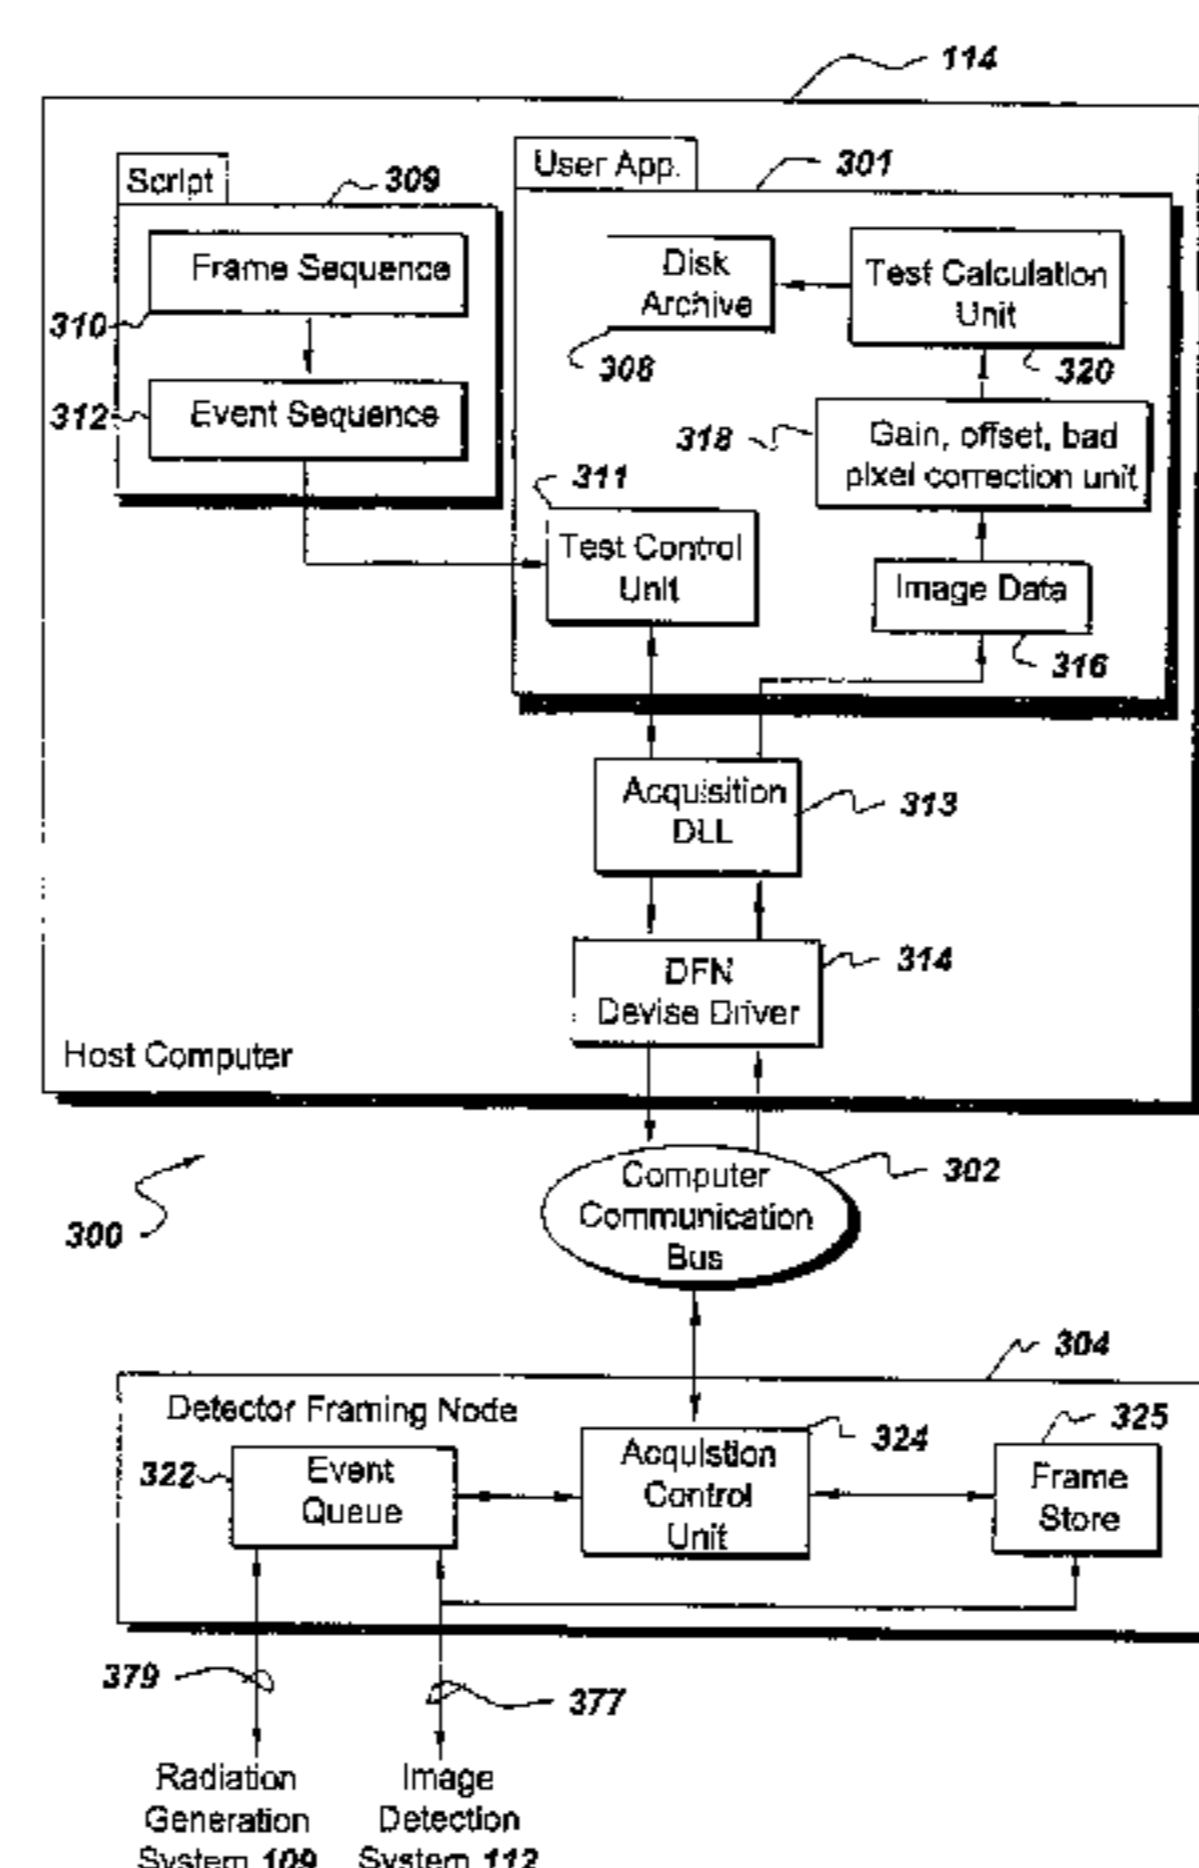 114
Script
309
User App.
301
Frame Sequence
310
Disk
Archive
308
Test Calculation
Unit
320
312
Event Sequence
318
Gain, offset, bad
pixel correction unit
311
Test Control
Unit
Image Data
316
Acquisition
DLL
313
DFN
Devise Driver
314
Host Computer
300
Computer
Communication
Bus
302
304
Detector Framing Node
322
Event
Queue
Acquistion
Control
Unit
324
325
Frame
Store
379
377
Radiation
Generation
System 109
Image
Detection
System 112